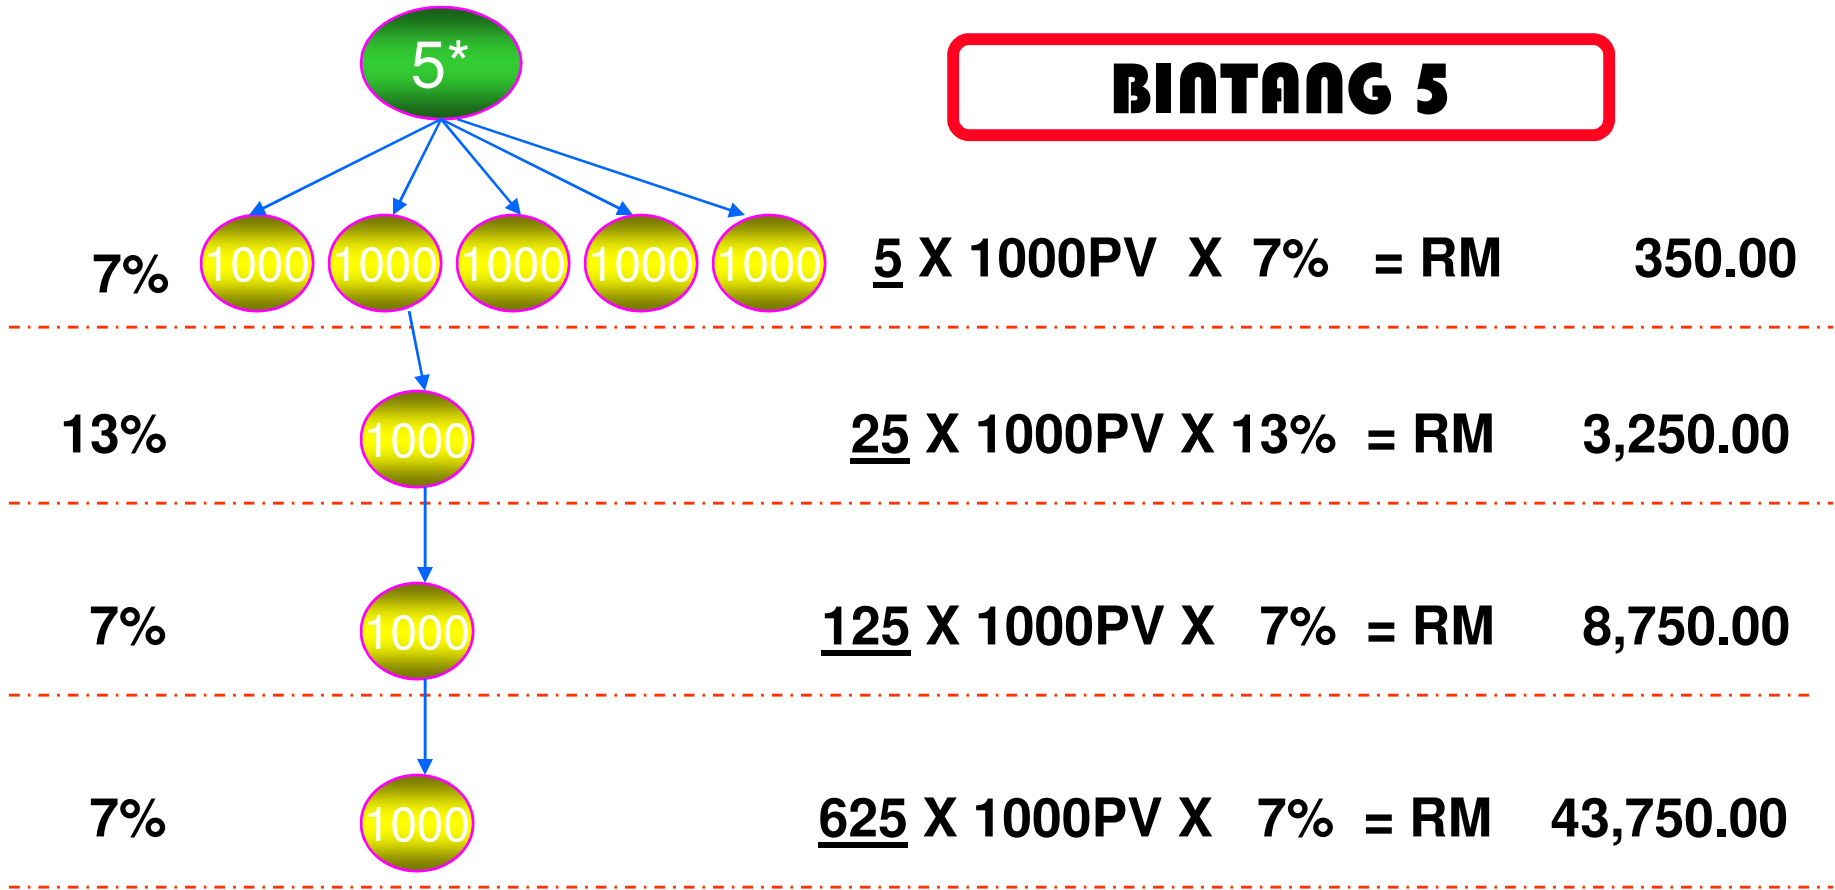 5*
BINTANG 5
7% 1000 1000 1000 1000 1000 5 X 1000PV X 7% = RM 350.00
13% 1000 25 X 1000PV X 13% = RM 3,250.00
7% 1000 125 X 1000PV X 7% = RM 8,750.00
7% 1000 625 X 1000PV X 7% = RM 43,750.00